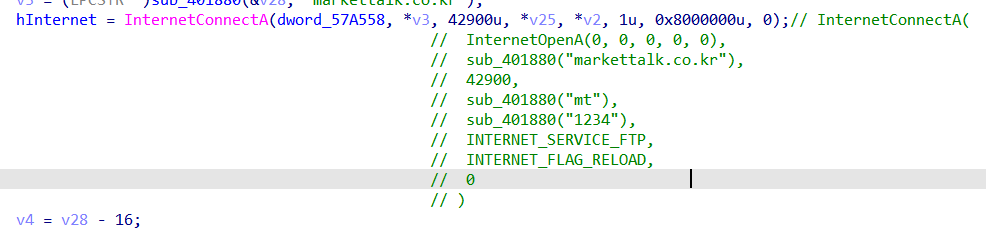 v3 = (LPCSTR *)sub_401880(&v28, "markettalk.co.kr");
hInternet = InternetConnectA(dword_57A558, *v3, 42900u, *v25, *v2, 1u, 0x8000000u, 0);// InternetConnectA(
//  InternetOpenA(0, 0, 0, 0, 0),
//  sub_401880("markettalk.co.kr"),
//  42900,
//  sub_401880("mt"),
//  sub_401880("1234"),
//  INTERNET_SERVICE_FTP,
//  INTERNET_FLAG_RELOAD,
//  0
// )
v4 = v28 - 16;